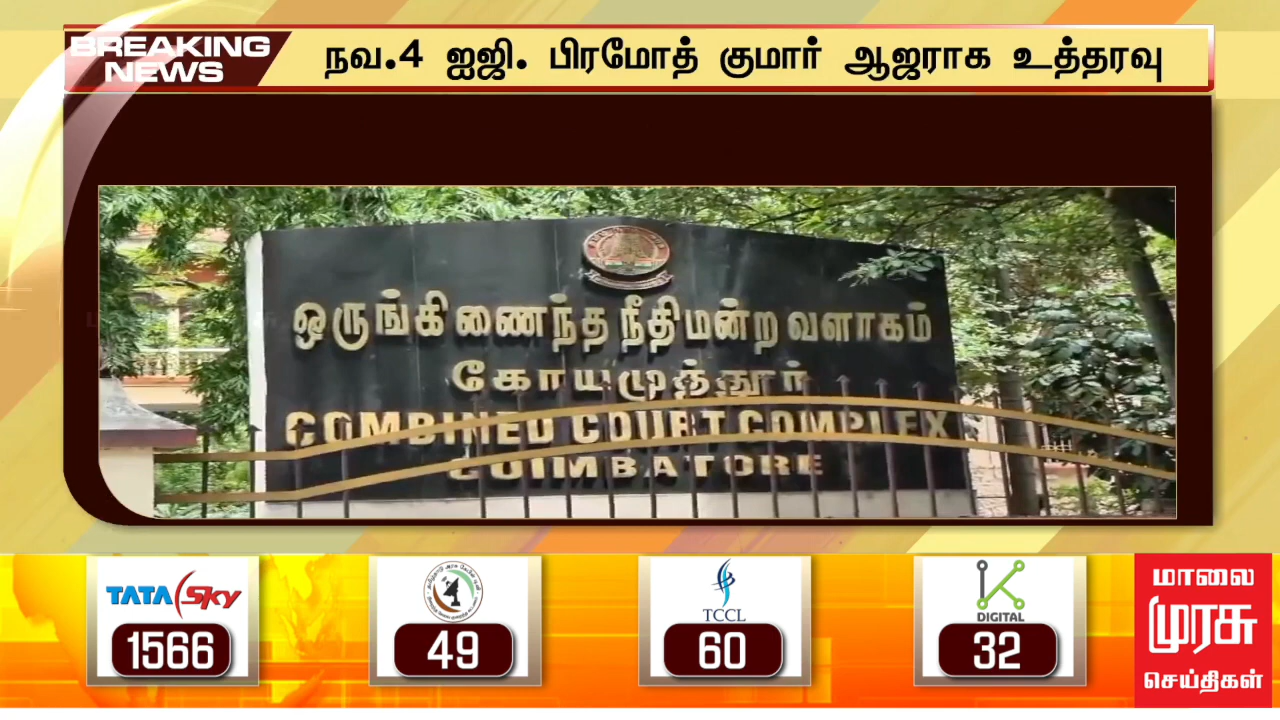 BREAKING
NEWS
நவ.4 ஐஜி. பிரமோத் குமார் ஆஜராக உத்தரவு
ஒருங்கிணைந்த நீதிமன்ற வளாகம்
கோயமுத்தூர்
COMBINED COURT COMPLEX
COIMBATORE
TATA Sky
1566
49
TCCL
60
K
DIGITAL
32
மாலை
முரசு
செய்திகள்